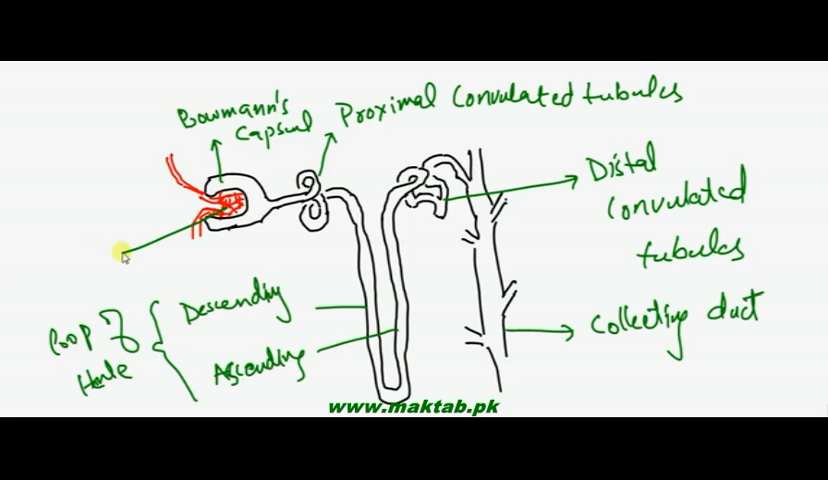 Bowmann's
Capsul
Proximal Convulated tubules
Distal
Convulated
tubules
Collecting duct
Loop of
Henle
Descending
Ascending
www.maktab.pk